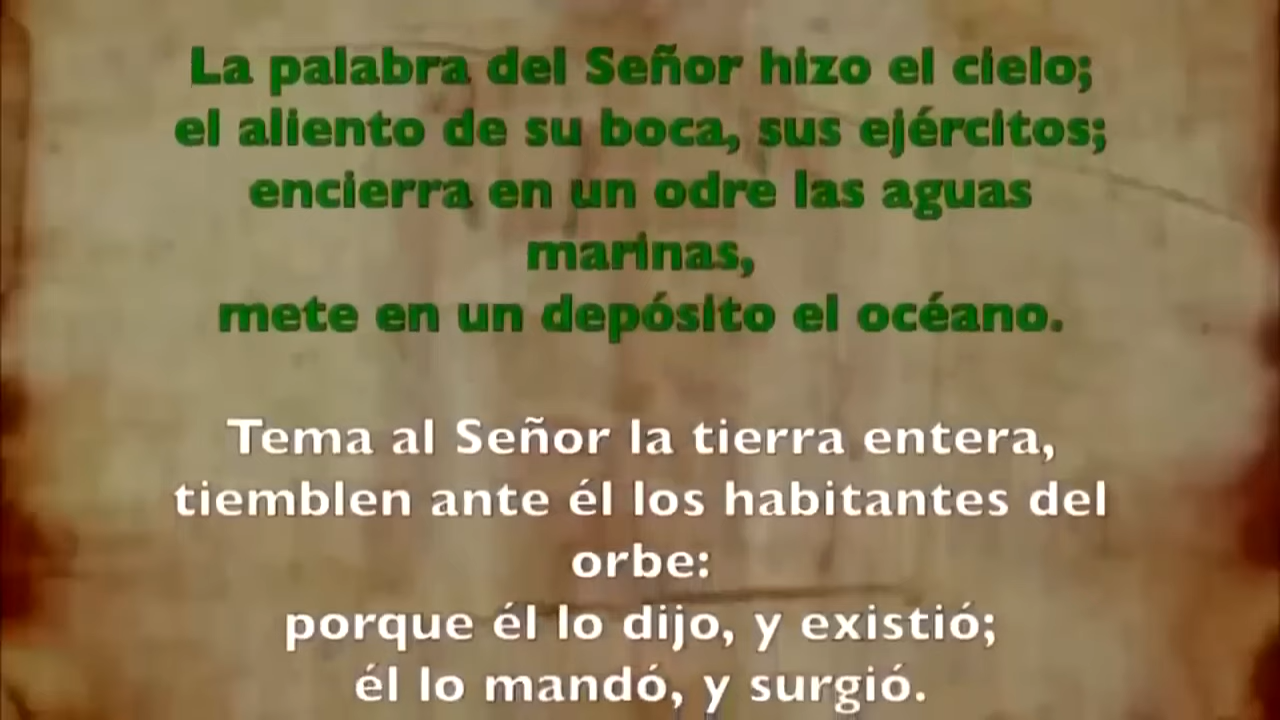 La palabra del Señor hizo el cielo;
el aliento de su boca, sus ejércitos;
encierra en un odre las aguas
marinas,
mete en un depósito el océano.
Tema al Señor la tierra entera,
tiemblen ante él los habitantes del
orbe:
porque él lo dijo, y existió;
él lo mandó, y surgió.